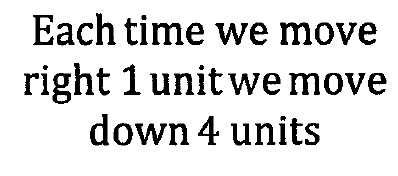 Each time we move
right 1 unit we move
down 4 units